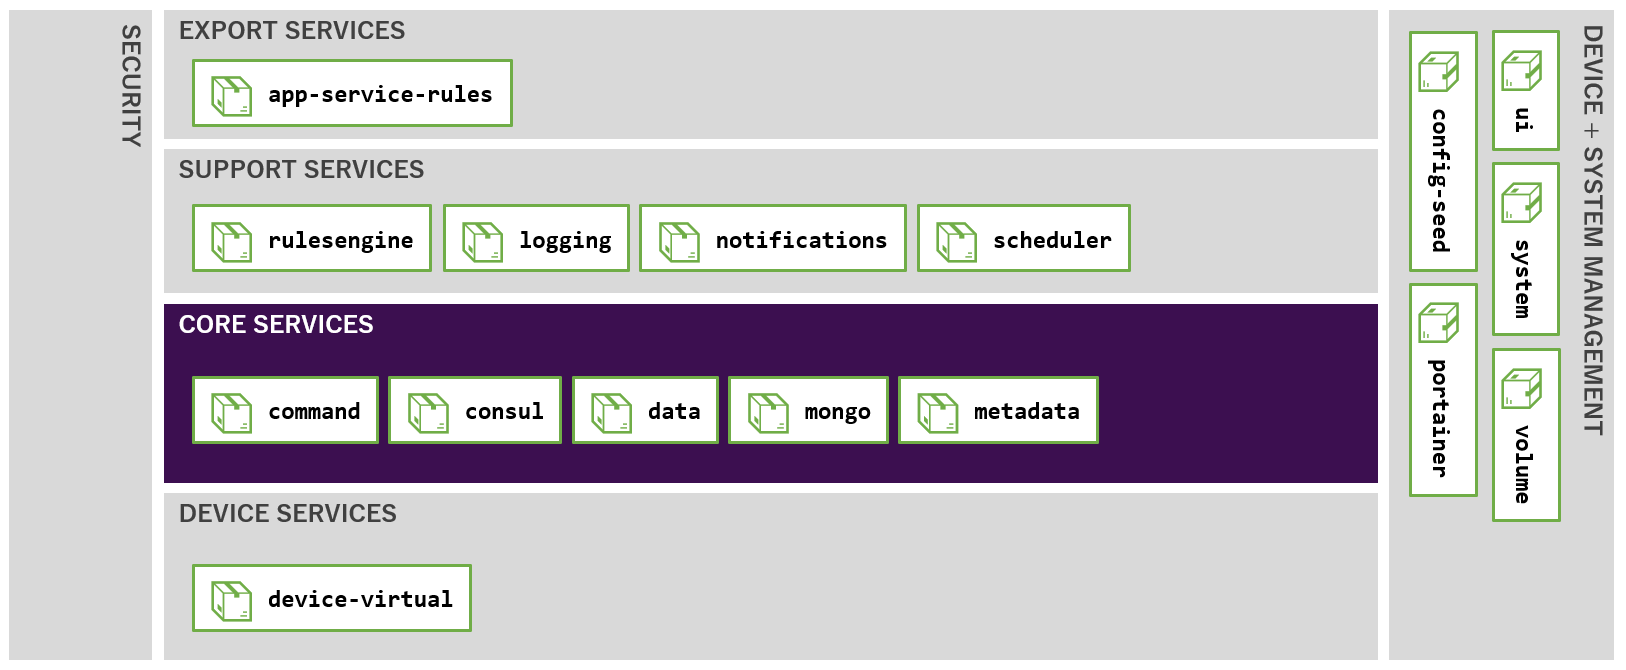 SECURITY
EXPORT SERVICES
app-service-rules
SUPPORT SERVICES
rulesengine
logging
notifications
scheduler
CORE SERVICES
command
consul
data
mongo
metadata
DEVICE SERVICES
device-virtual
DEVICE + SYSTEM MANAGEMENT
config-seed
ui
system
portainer
volume